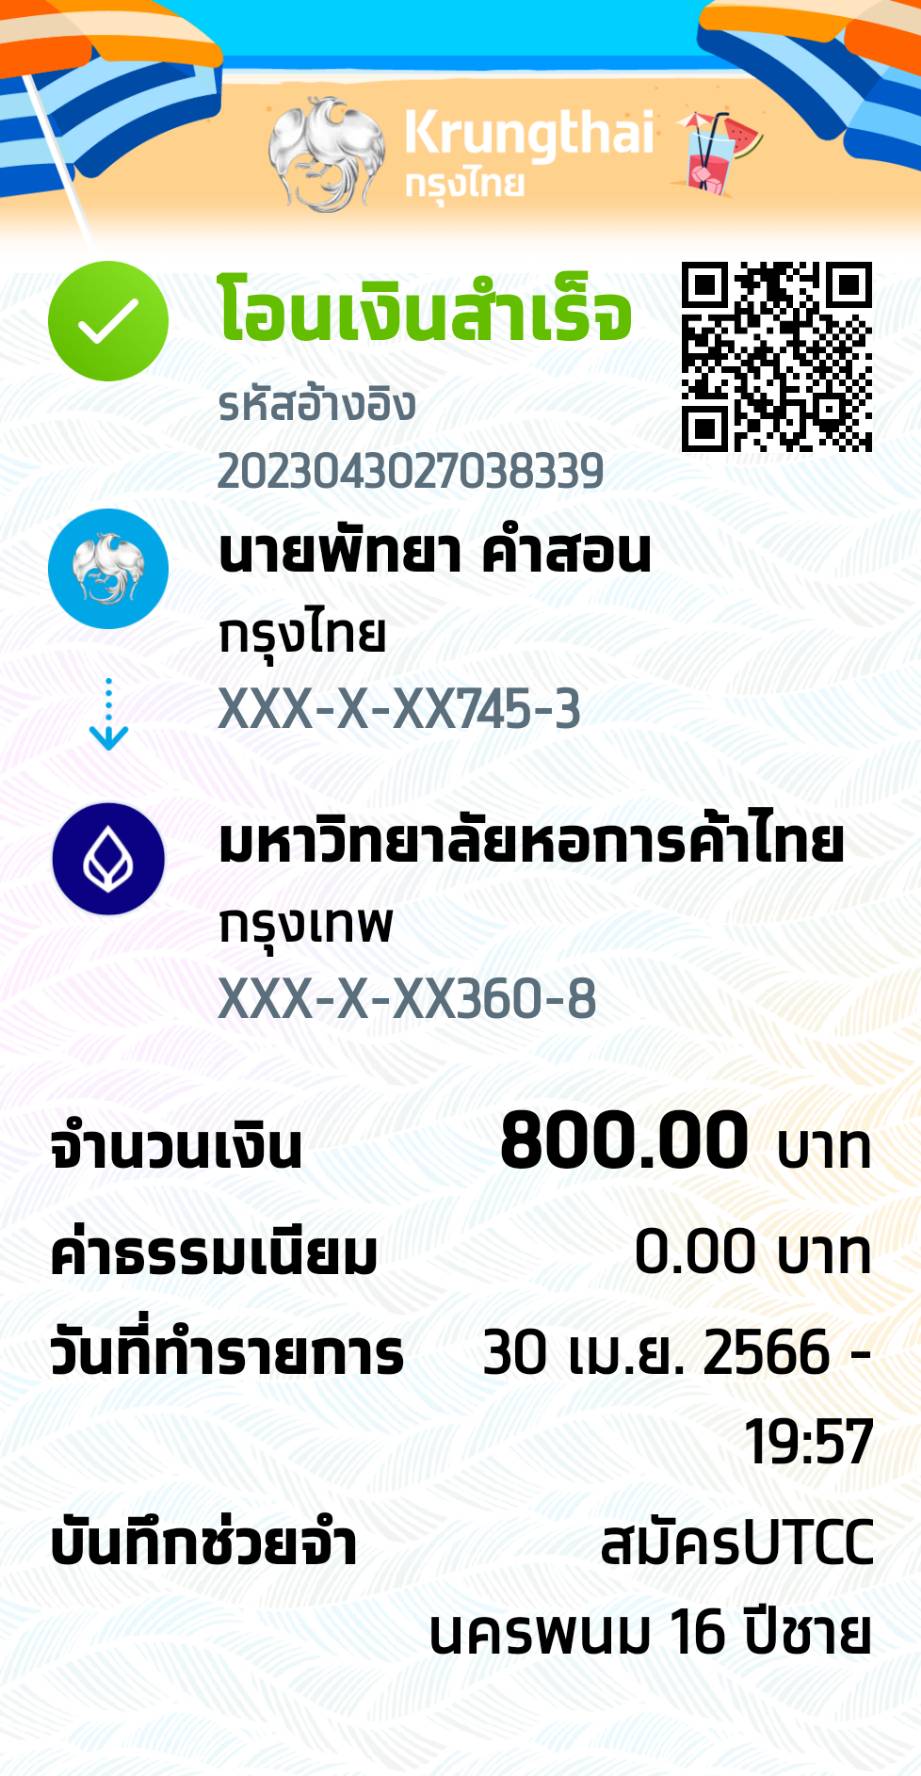 Krungthai
กรุงไทย
โอนเงินสำเร็จ
รหัสอ้างอิง
2023043027038339
นายพัทยา คำสอน
กรุงไทย
XXX-X-XX745-3
มหาวิทยาลัยหอการค้าไทย
กรุงเทพ
XXX-X-XX360-8
จำนวนเงิน 800.00 บาท
ค่าธรรมเนียม 0.00 บาท
วันที่ทำรายการ 30 เม.ย. 2566 -
19:57
บันทึกช่วยจำ สมัครUTCC
นครพนม 16 ปีชาย